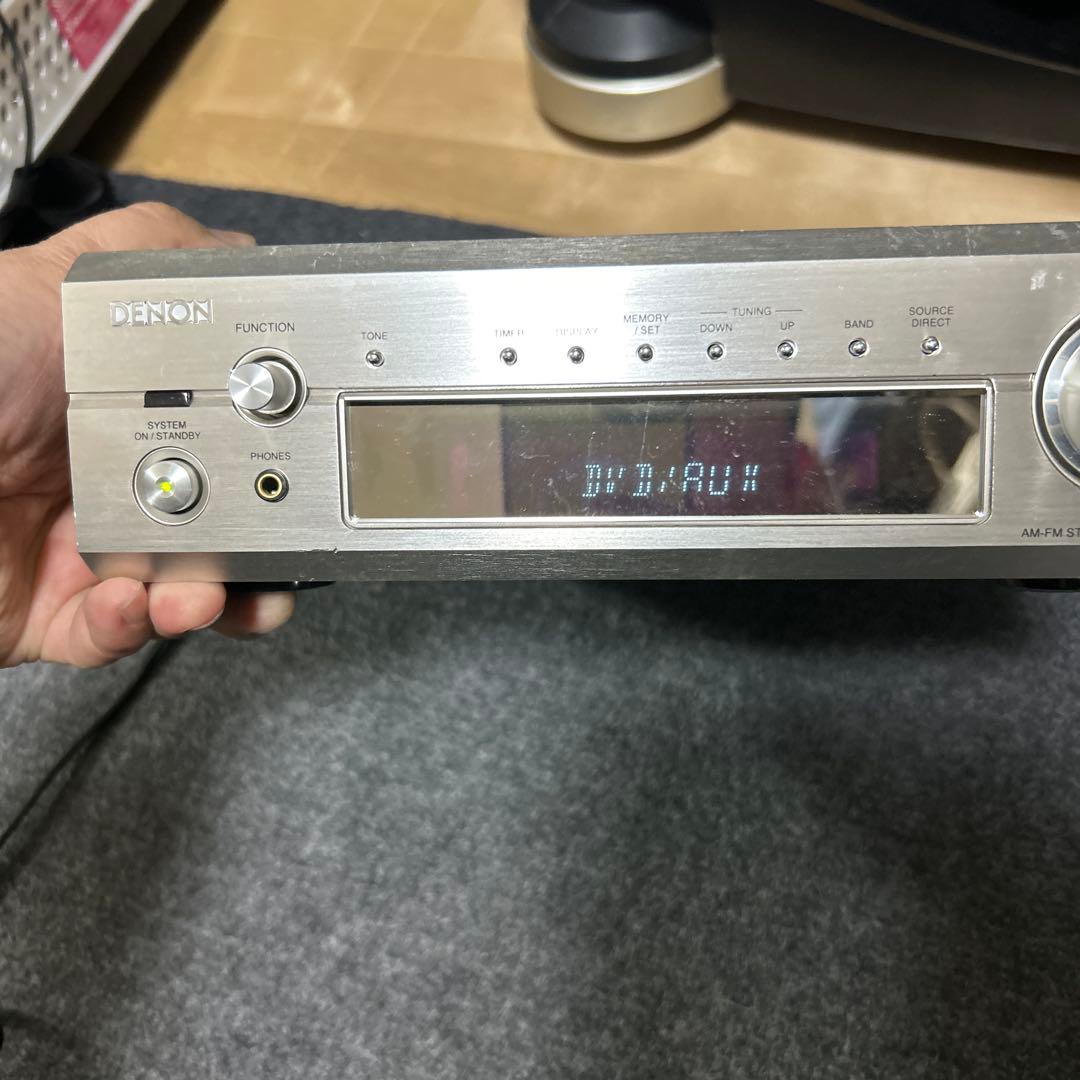 DENON
FUNCTION
TONE
TIMER
DISPLAY
MEMORY
/ SET
TUNING
DOWN
UP
BAND
SOURCE
DIRECT
SYSTEM
ON / STANDBY
PHONES
DVD/AUX
AM-FM ST